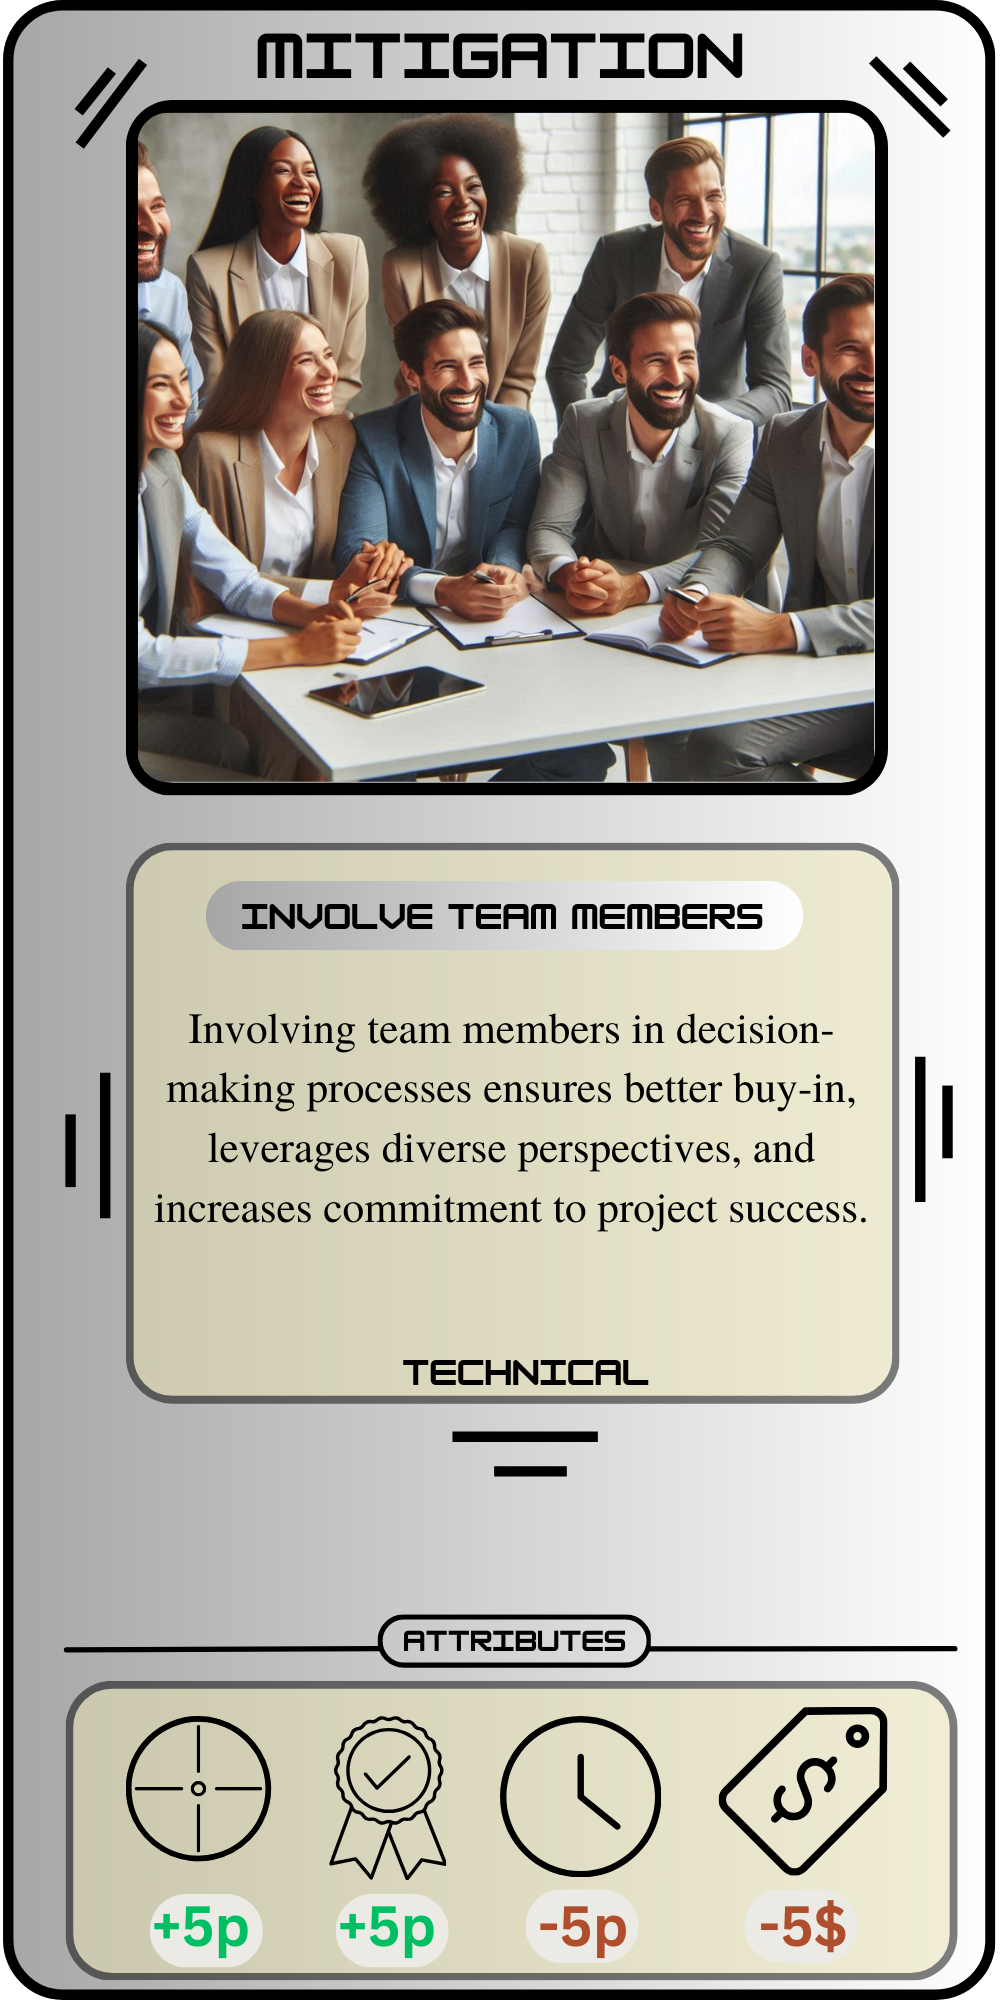 MITIGATION
INVOLVE TEAM MEMBERS
Involving team members in decision-
making processes ensures better buy-in,
leverages diverse perspectives, and
increases commitment to project success.
TECHNICAL
ATTRIBUTES
$
+5p +5p -5p -5$